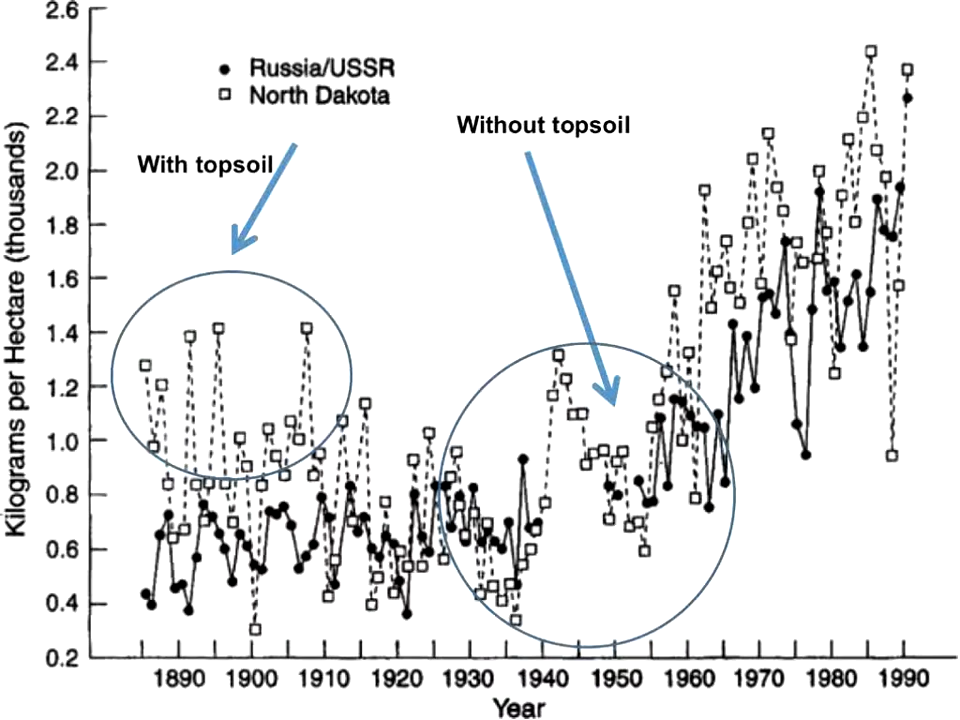 2.6
2.4
Russia/USSR
North Dakota
2.2
Without topsoil
With topsoil
2.0
1.8
1.6
1.4
1.2
1.0
0.8
0.6
0.4
0.2
Kilograms per Hectare (thousands)
1890 1900 1910 1920 1930 1940 1950 1960 1970 1980 1990
Year